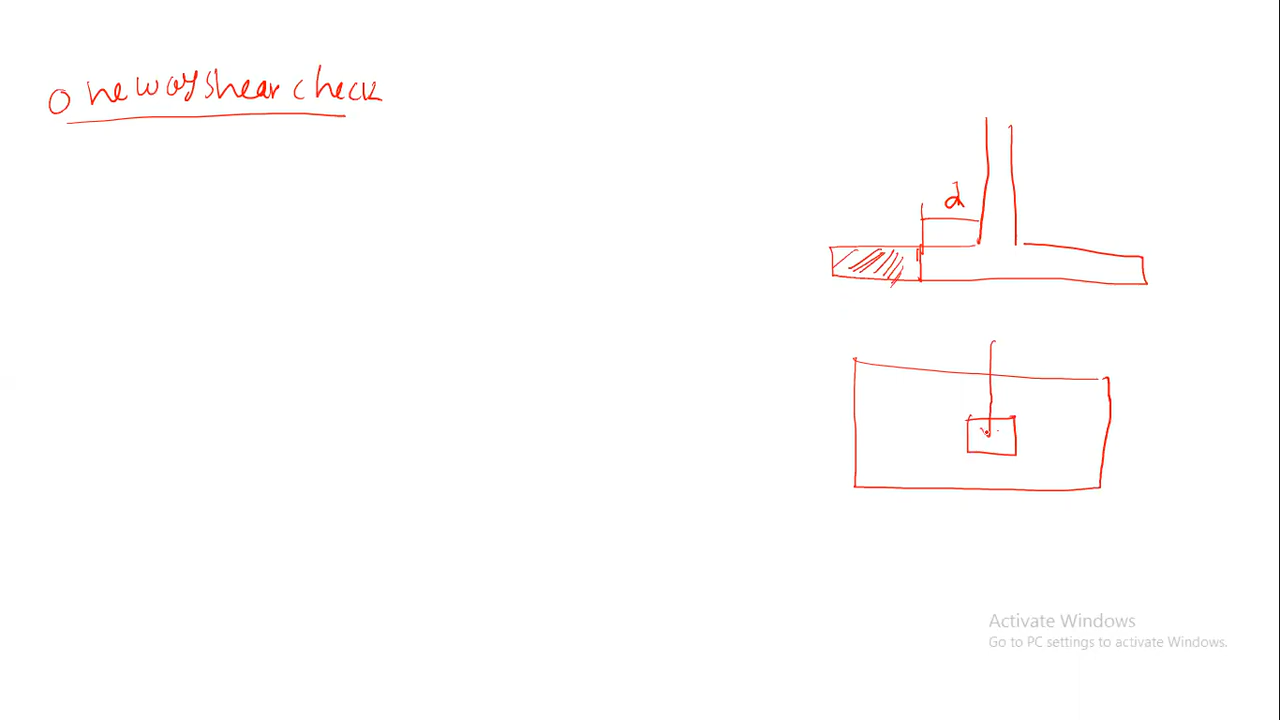 one way shear check
d
Activate Windows
Go to PC settings to activate Windows.